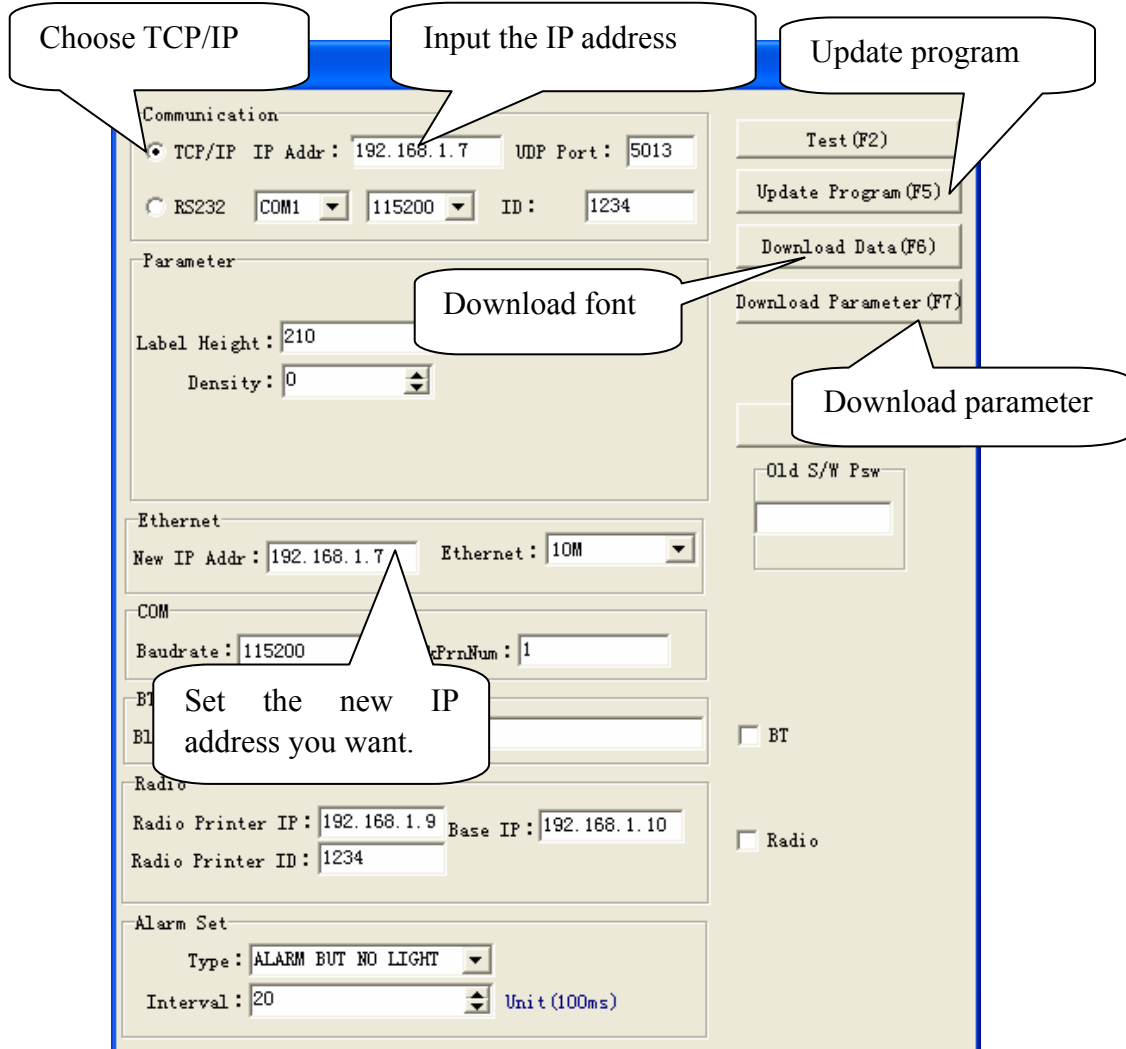 Choose TCP/IP
Input the IP address
Update program
Communication
TCP/IP IP Addr: 192.168.1.7 UDP Port: 5013
Test(F2)
RS232 COM1 115200 ID: 1234
Update Program(F5)
Download Data(F6)
Parameter
Download font
Download Parameter(F7)
Label Height: 210
Density: 0
Download parameter
Old S/W Psw
Ethernet
New IP Addr: 192.168.1.7 Ethernet: 10M
COM
Baudrate: 115200 PrnNum: 1
Set the new IP
address you want.
BT
Radio
Radio Printer IP: 192.168.1.9 Base IP: 192.168.1.10
Radio
Radio Printer ID: 1234
Alarm Set
Type: ALARM BUT NO LIGHT
Interval: 20 Unit(100ms)